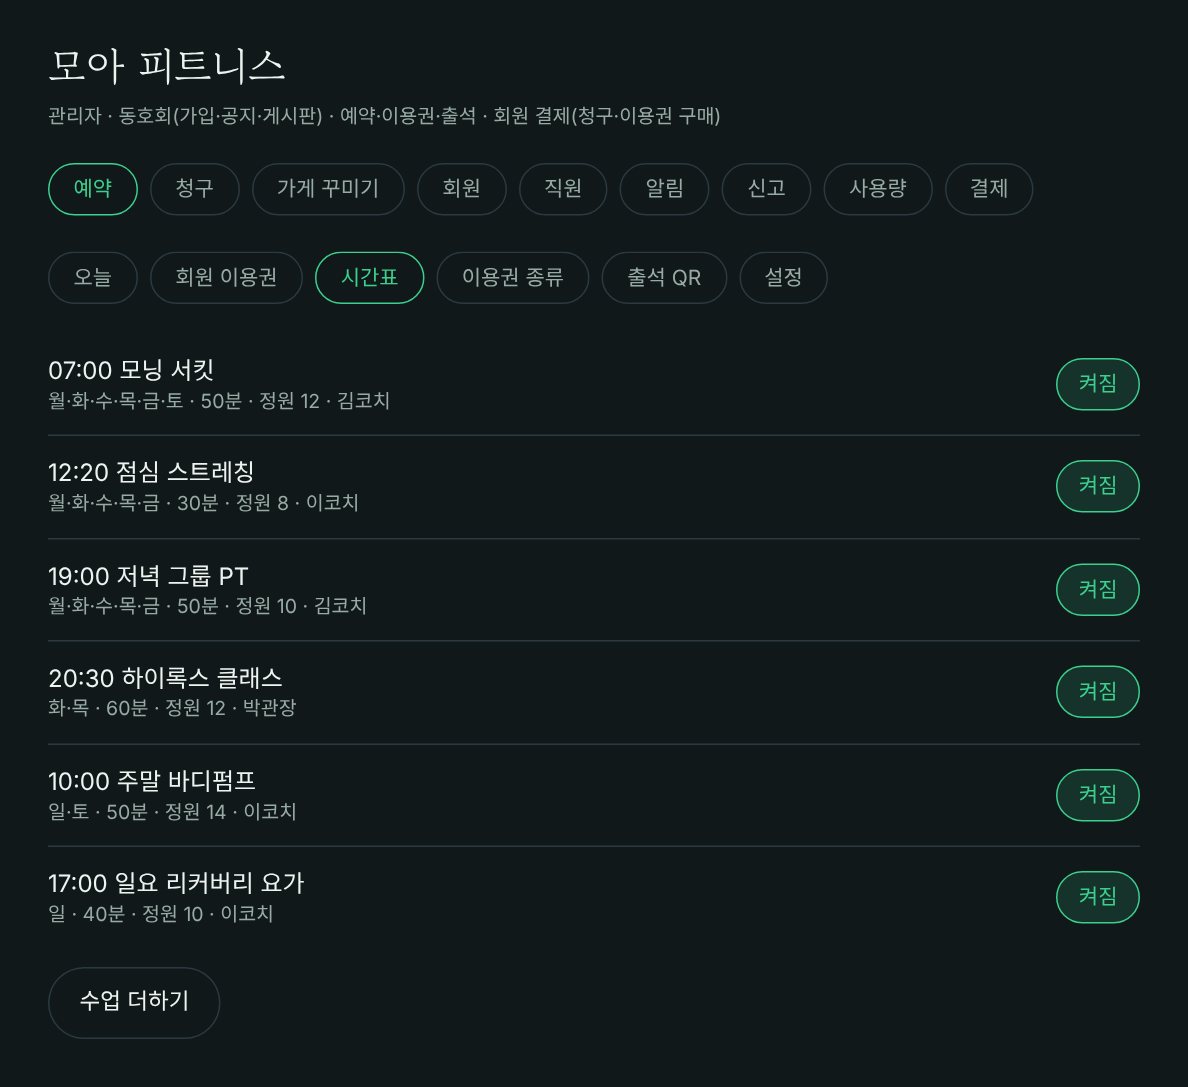 모아 피트니스
관리자 · 동호회(가입·공지·게시판) · 예약·이용권·출석 · 회원 결제(청구·이용권 구매)
예약 청구 가게 꾸미기 회원 직원 알림 신고 사용량 결제
오늘 회원 이용권 시간표 이용권 종류 출석 QR 설정
07:00 모닝 서킷
월·화·수·목·금·토 · 50분 · 정원 12 · 김코치
켜짐
12:20 점심 스트레칭
월·화·수·목·금 · 30분 · 정원 8 · 이코치
켜짐
19:00 저녁 그룹 PT
월·화·수·목·금 · 50분 · 정원 10 · 김코치
켜짐
20:30 하이록스 클래스
화·목 · 60분 · 정원 12 · 박관장
켜짐
10:00 주말 바디펌프
일·토 · 50분 · 정원 14 · 이코치
켜짐
17:00 일요 리커버리 요가
일 · 40분 · 정원 10 · 이코치
켜짐
수업 더하기